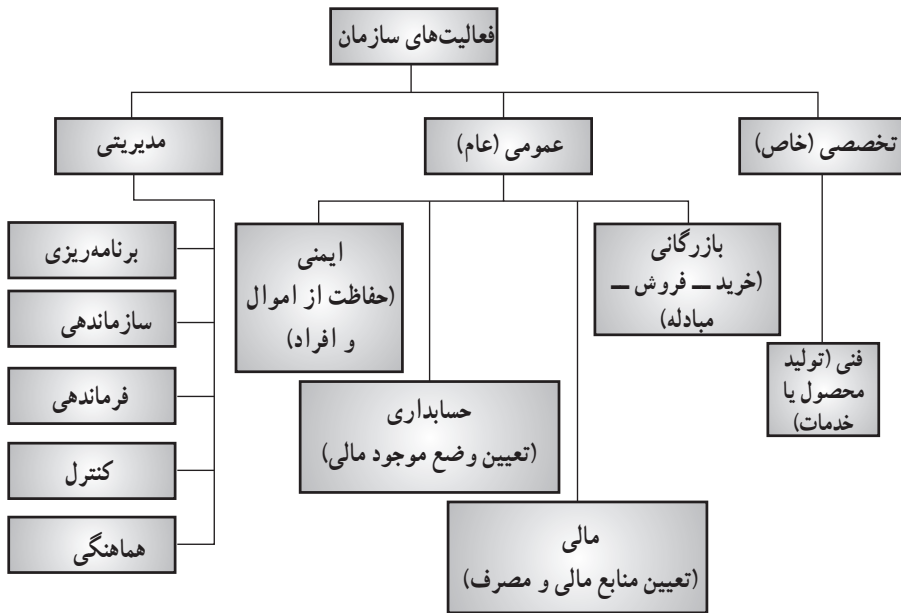 فعالیت‌های سازمان
تخصصی (خاص)
عمومی (عام)
مدیریتی
فنی (تولید
محصول یا
خدمات)
بازرگانی
(خرید ــ فروش ــ
مبادله)
مالی
(تعیین منابع مالی و مصرف)
حسابداری
(تعیین وضع موجود مالی)
ایمنی
(حفاظت از اموال
و افراد)
برنامه‌ریزی
سازماندهی
فرماندهی
کنترل
هماهنگی